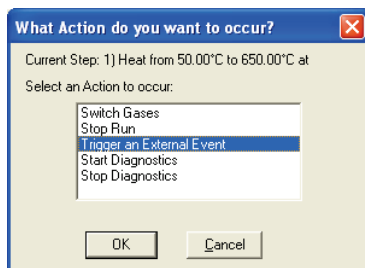 What Action do you want to occur?
Current Step: 1) Heat from 50.00°C to 650.00°C at
Select an Action to occur:
Switch Gases
Stop Run
Trigger an External Event
Start Diagnostics
Stop Diagnostics
OK Cancel